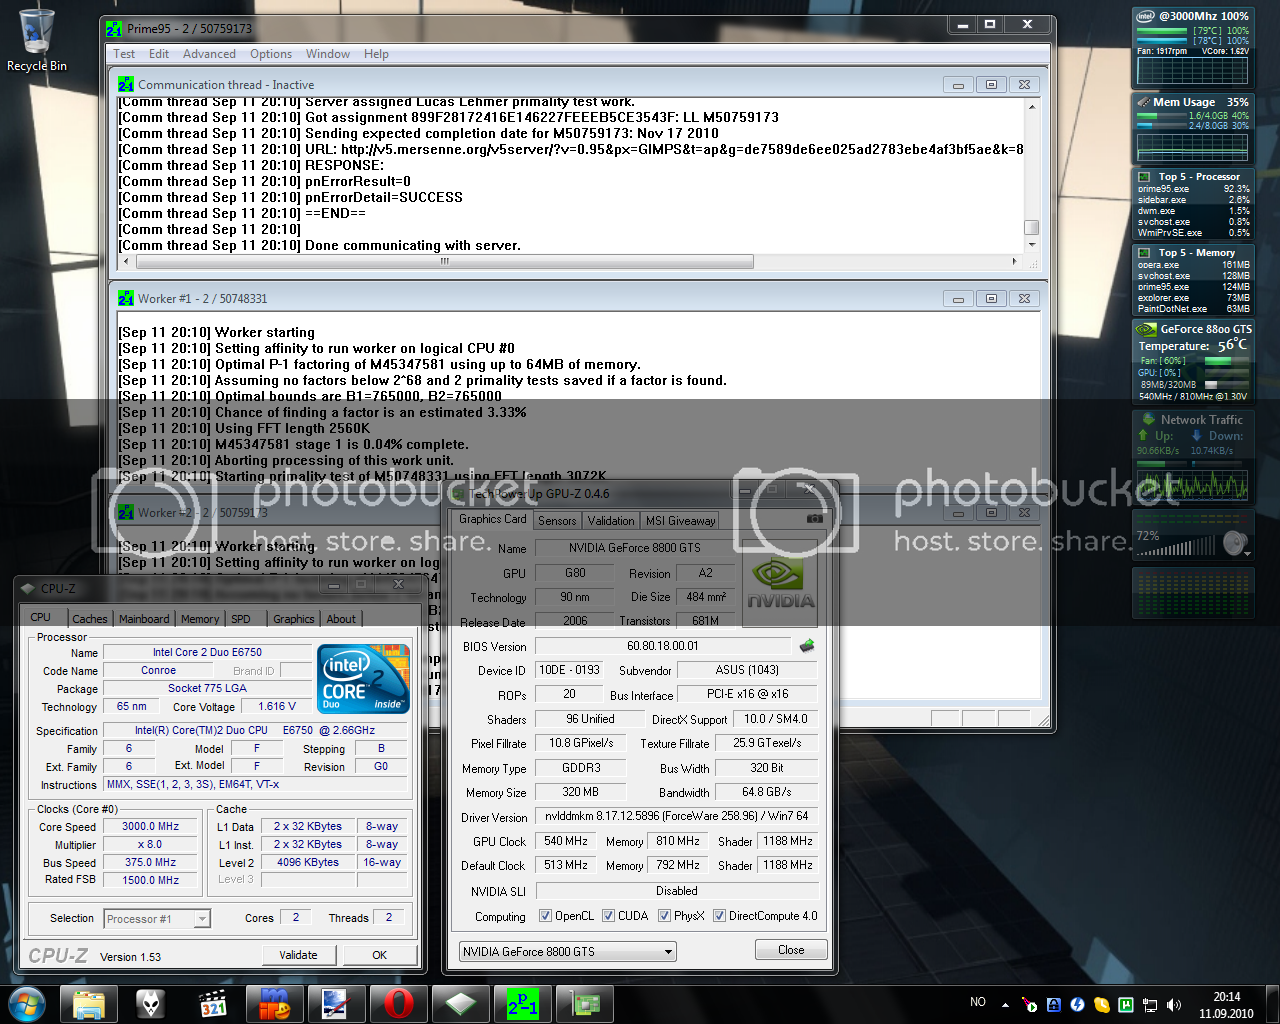 Recycle Bin
Prime95 - 2 / 50759173
Test Edit Advanced Options Window Help
Communication thread - Inactive
[Comm thread Sep 11 20:10] Server assigned Lucas Lehmer primality test work.
[Comm thread Sep 11 20:10] Got assignment 899F28172416E146227FEEEB5CE3543F: LL M50759173
[Comm thread Sep 11 20:10] Sending expected completion date for M50759173: Nov 17 2010
[Comm thread Sep 11 20:10] URL: http://v5.mersenne.org/v5server/?v=0.95&px=GIMPS&t=ap&g=de7589de6ee025ad2783ebe4af3bf5ae&k=8
[Comm thread Sep 11 20:10] RESPONSE:
[Comm thread Sep 11 20:10] pnErrorResult=0
[Comm thread Sep 11 20:10] pnErrorDetail=SUCCESS
[Comm thread Sep 11 20:10] ==END==
[Comm thread Sep 11 20:10]
[Comm thread Sep 11 20:10] Done communicating with server.
Worker #1 - 2 / 50748331
[Sep 11 20:10] Worker starting
[Sep 11 20:10] Setting affinity to run worker on logical CPU #0
[Sep 11 20:10] Optimal P-1 factoring of M45347581 using up to 64MB of memory.
[Sep 11 20:10] Assuming no factors below 2^68 and 2 primality tests saved if a factor is found.
[Sep 11 20:10] Optimal bounds are B1=765000, B2=765000
[Sep 11 20:10] Chance of finding a factor is an estimated 3.33%
[Sep 11 20:10] Using FFT length 2560K
[Sep 11 20:10] M45347581 stage 1 is 0.04% complete.
[Sep 11 20:10] Aborting processing of this work unit.
[Sep 11 20:10] Starting primality test of M50748331 using FFT length 3072K
Worker #2 - 2 / 50759173
[Sep 11 20:10] Worker starting
[Sep 11 20:10] Setting affinity to run worker on log
photobucket
host. store. share.
photobucket
host. store. share.
CPU-Z
CPU Caches Mainboard Memory SPD Graphics About
Processor
Name Intel Core 2 Duo E6750
Code Name Conroe Brand ID
Package Socket 775 LGA
Technology 65 nm Core Voltage 1.616 V
intel CORE 2 Duo inside™
Specification Intel(R) Core(TM)2 Duo CPU E6750 @ 2.66GHz
Family 6 Model F Stepping B
Ext. Family 6 Ext. Model F Revision G0
Instructions MMX, SSE(1, 2, 3, 3S), EM64T, VT-x
Clocks (Core #0)
Core Speed 3000.0 MHz
Multiplier x 8.0
Bus Speed 375.0 MHz
Rated FSB 1500.0 MHz
Cache
L1 Data 2 x 32 KBytes 8-way
L1 Inst. 2 x 32 KBytes 8-way
Level 2 4096 KBytes 16-way
Level 3
Selection Processor #1 Cores 2 Threads 2
CPU-Z Version 1.53 Validate OK
TechPowerUp GPU-Z 0.4.6
Graphics Card Sensors Validation MSI Giveaway
Name NVIDIA GeForce 8800 GTS
GPU G80 Revision A2
Technology 90 nm Die Size 484 mm²
Release Date 2006 Transistors 681M
NVIDIA
BIOS Version 60.80.18.00.01
Device ID 10DE - 0193 Subvendor ASUS (1043)
ROPs 20 Bus Interface PCI-E x16 @ x16
Shaders 96 Unified DirectX Support 10.0 / SM4.0
Pixel Fillrate 10.8 GPixel/s Texture Fillrate 25.9 GTexel/s
Memory Type GDDR3 Bus Width 320 Bit
Memory Size 320 MB Bandwidth 64.8 GB/s
Driver Version nvlddmkm 8.17.12.5896 (ForceWare 258.96) / Win7 64
GPU Clock 540 MHz Memory 810 MHz Shader 1188 MHz
Default Clock 513 MHz Memory 792 MHz Shader 1188 MHz
NVIDIA SLI Disabled
Computing OpenCL CUDA PhysX DirectCompute 4.0
NVIDIA GeForce 8800 GTS Close
intel @3000Mhz 100%
[79°C] 100%
[78°C] 100%
Fan: 1917rpm VCore: 1.62V
Mem Usage 35%
1.6/4.0GB 40%
2.4/8.0GB 30%
Top 5 - Processor
prime95.exe 92.3%
sidebar.exe 2.6%
dwm.exe 1.5%
svchost.exe 0.8%
WmiPrvSE.exe 0.5%
Top 5 - Memory
opera.exe 161MB
svchost.exe 128MB
prime95.exe 124MB
explorer.exe 73MB
PaintDotNet.exe 63MB
GeForce 8800 GTS
Temperature: 56°C
Fan: [60%]
GPU: [0%]
89MB/320MB
540MHz / 810MHz @1.30V
Network Traffic
Up: Down:
90.66KB/s 10.74KB/s
72%
321
2P-1
NO
20:14
11.09.2010